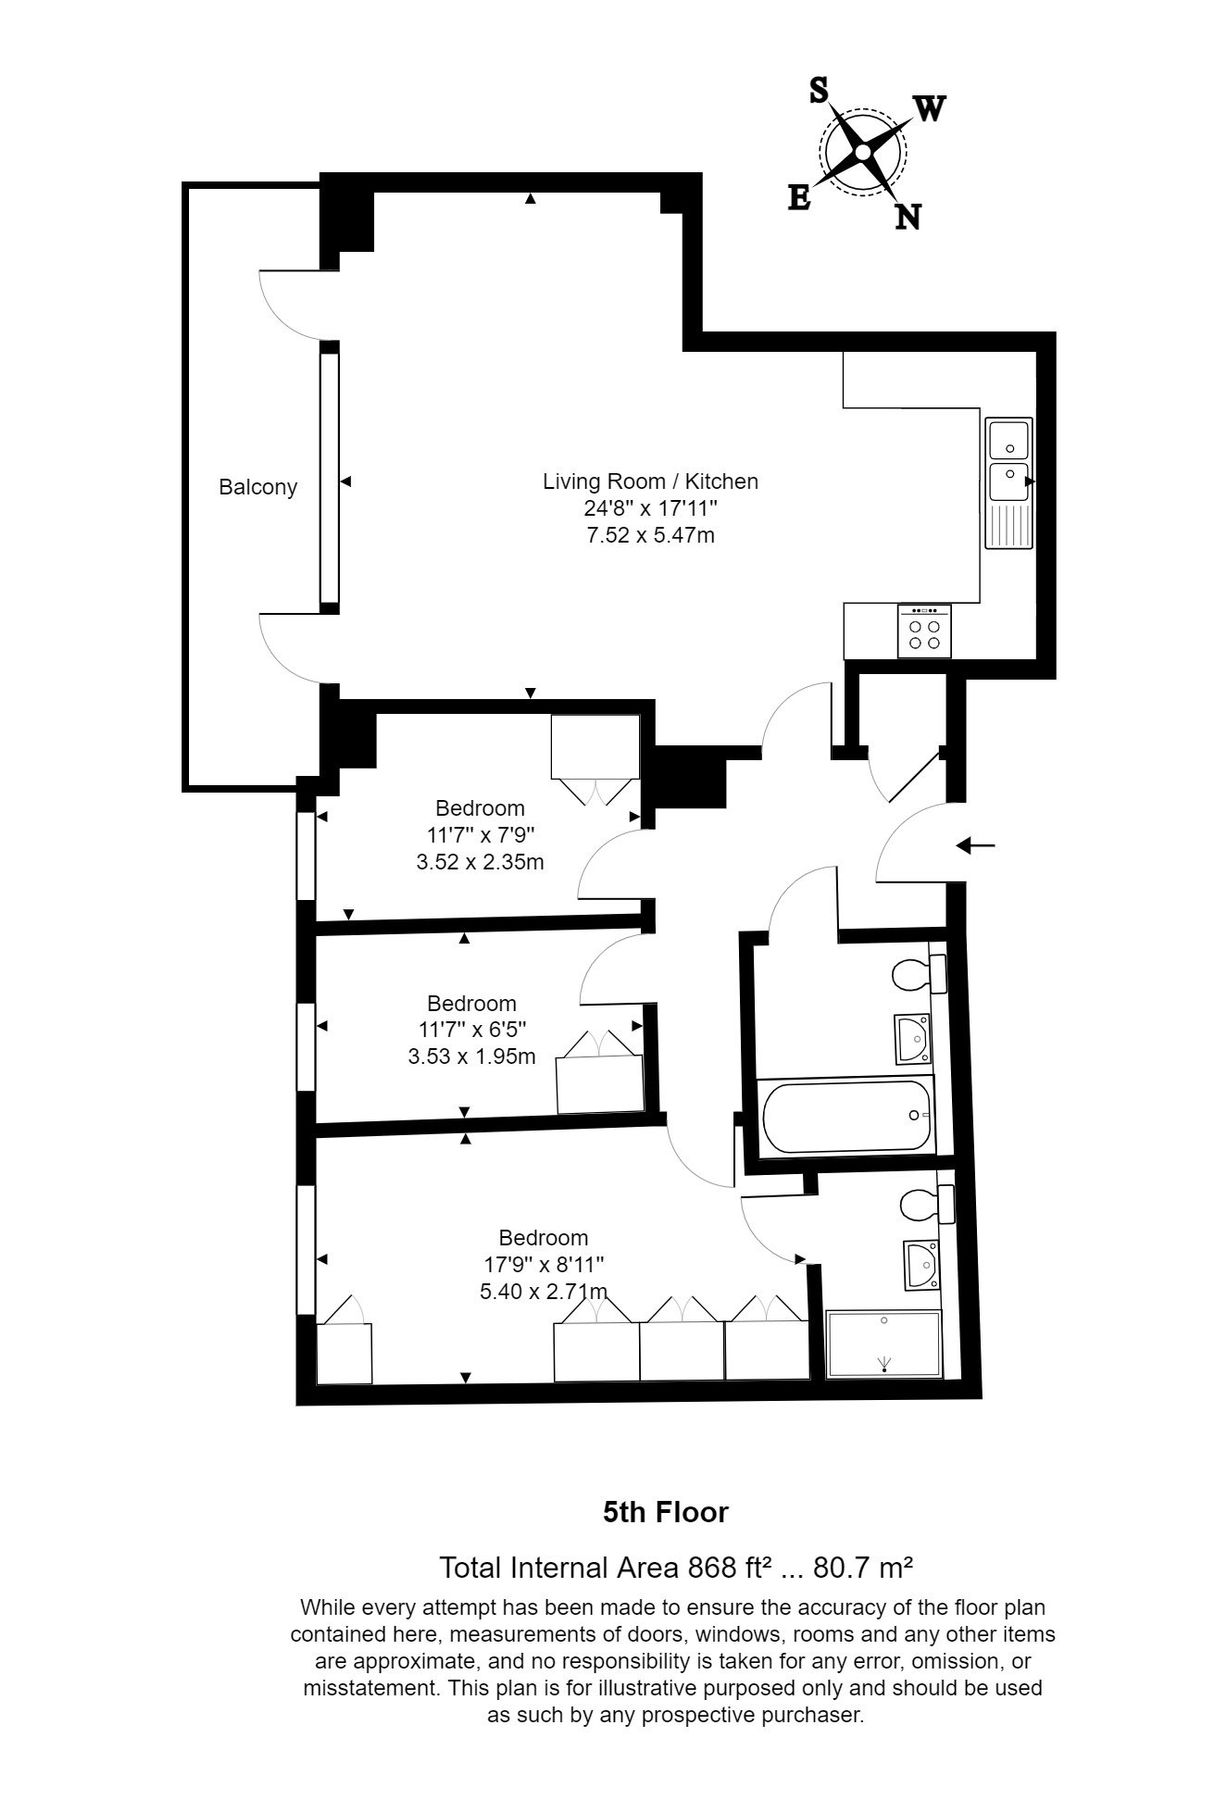 S
W
E
N
Balcony
Living Room / Kitchen
24'8" x 17'11"
7.52 x 5.47m
Bedroom
11'7" x 7'9"
3.52 x 2.35m
Bedroom
11'7" x 6'5"
3.53 x 1.95m
Bedroom
17'9" x 8'11"
5.40 x 2.71m
5th Floor
Total Internal Area 868 ft² ... 80.7 m²
While every attempt has been made to ensure the accuracy of the floor plan
contained here, measurements of doors, windows, rooms and any other items
are approximate, and no responsibility is taken for any error, omission, or
misstatement. This plan is for illustrative purposed only and should be used
as such by any prospective purchaser.